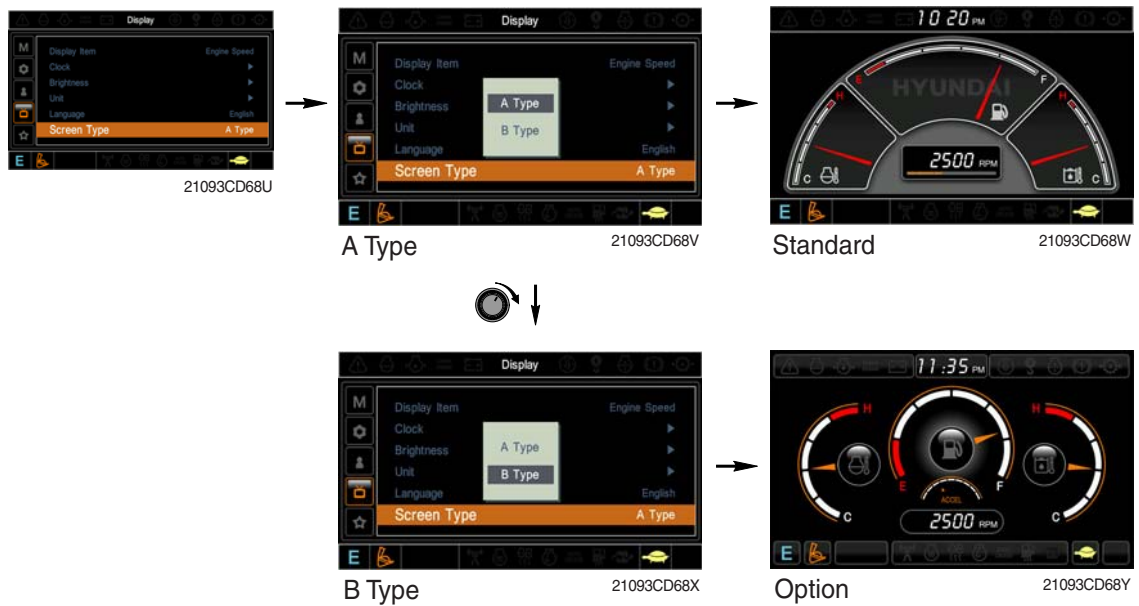 Display
M
Display Item Engine Speed
Clock
Brightness
Unit
Language English
Screen Type A Type
E
21093CD68U
Display
M
Display Item Engine Speed
Clock
Brightness
Unit
Language English
Screen Type A Type
A Type
B Type
E
A Type 21093CD68V
10 20 PM
E F
HYUNDAI
H H
2500 RPM
C C
E
Standard 21093CD68W
Display
M
Display Item Engine Speed
Clock
Brightness
Unit
Language English
Screen Type A Type
A Type
B Type
E
B Type 21093CD68X
11:35 PM
H H
E F
ACCEL
C C
2500 RPM
E
Option 21093CD68Y